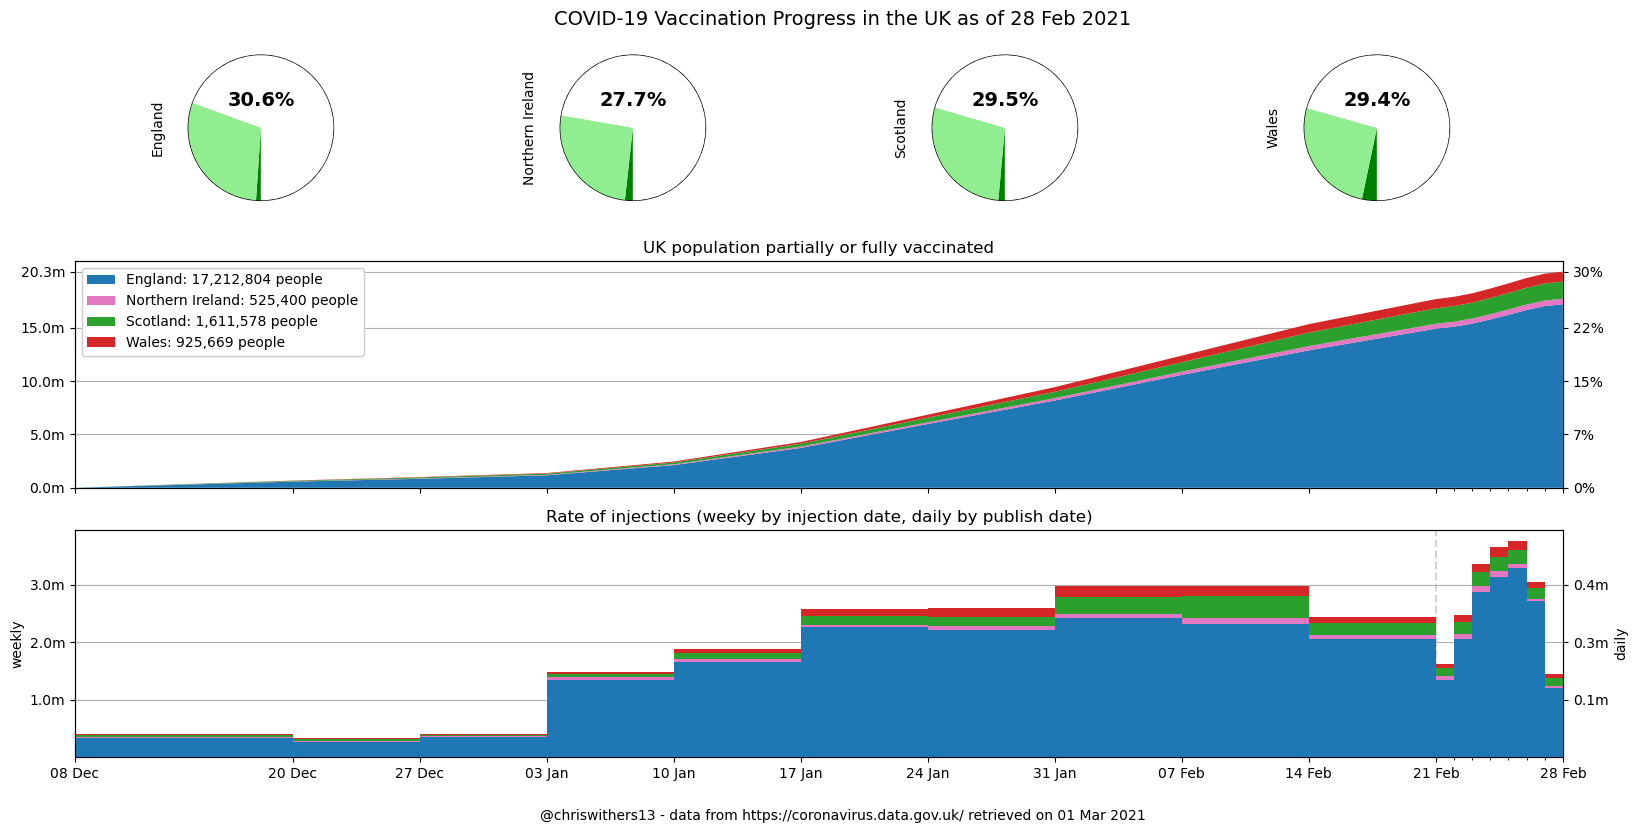 COVID-19 Vaccination Progress in the UK as of 28 Feb 2021
England
30.6%
Northern Ireland
27.7%
Scotland
29.5%
Wales
29.4%
UK population partially or fully vaccinated
England: 17,212,804 people
Northern Ireland: 525,400 people
Scotland: 1,611,578 people
Wales: 925,669 people
20.3m
15.0m
10.0m
5.0m
0.0m
30%
22%
15%
7%
0%
Rate of injections (weeky by injection date, daily by publish date)
weekly
3.0m
2.0m
1.0m
0.4m
0.3m
0.1m
daily
08 Dec
20 Dec
27 Dec
03 Jan
10 Jan
17 Jan
24 Jan
31 Jan
07 Feb
14 Feb
21 Feb
28 Feb
@chriswithers13 - data from https://coronavirus.data.gov.uk/ retrieved on 01 Mar 2021